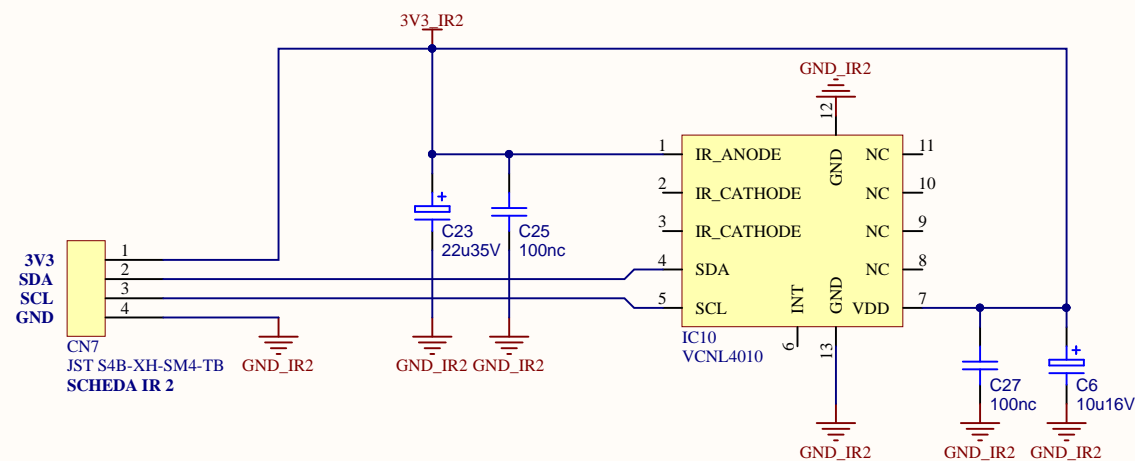 3V3_IR2
GND_IR2
12
1 IR_ANODE GND NC 11
2 IR_CATHODE NC 10
3 IR_CATHODE NC 9
4 SDA NC 8
5 SCL INT GND VDD 7
6 13
IC10
VCNL4010
C23
22u35V
C25
100nc
3V3 1
SDA 2
SCL 3
GND 4
CN7
JST S4B-XH-SM4-TB
SCHEDA IR 2
GND_IR2
GND_IR2
GND_IR2
C27
100nc
C6
10u16V
GND_IR2
GND_IR2
GND_IR2